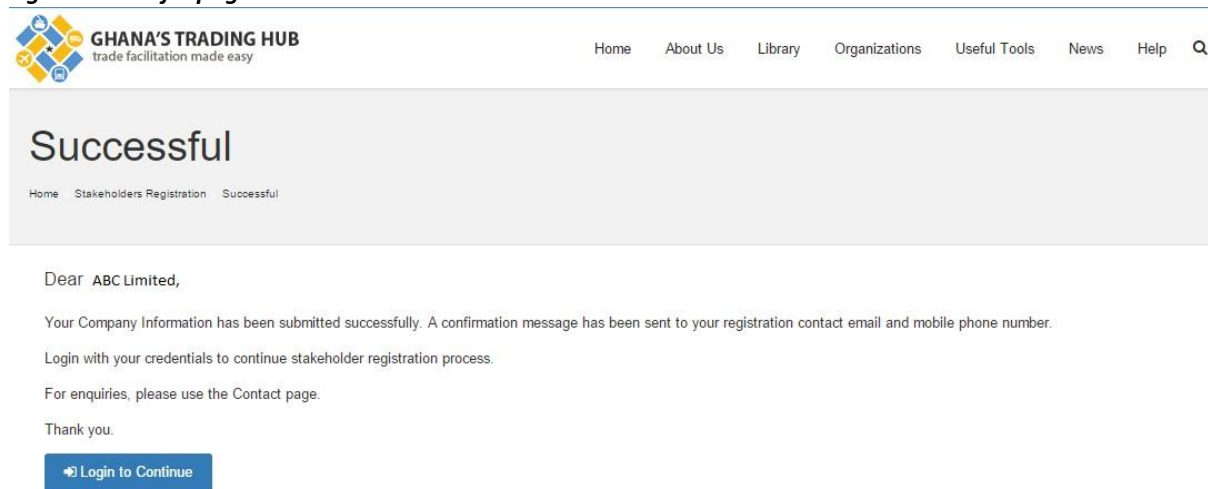 GHANA'S TRADING HUB
trade facilitation made easy
Home About Us Library Organizations Useful Tools News Help
Successful
Home Stakeholders Registration Successful
Dear ABC Limited,
Your Company Information has been submitted successfully. A confirmation message has been sent to your registration contact email and mobile phone number.
Login with your credentials to continue stakeholder registration process.
For enquiries, please use the Contact page.
Thank you.
Login to Continue